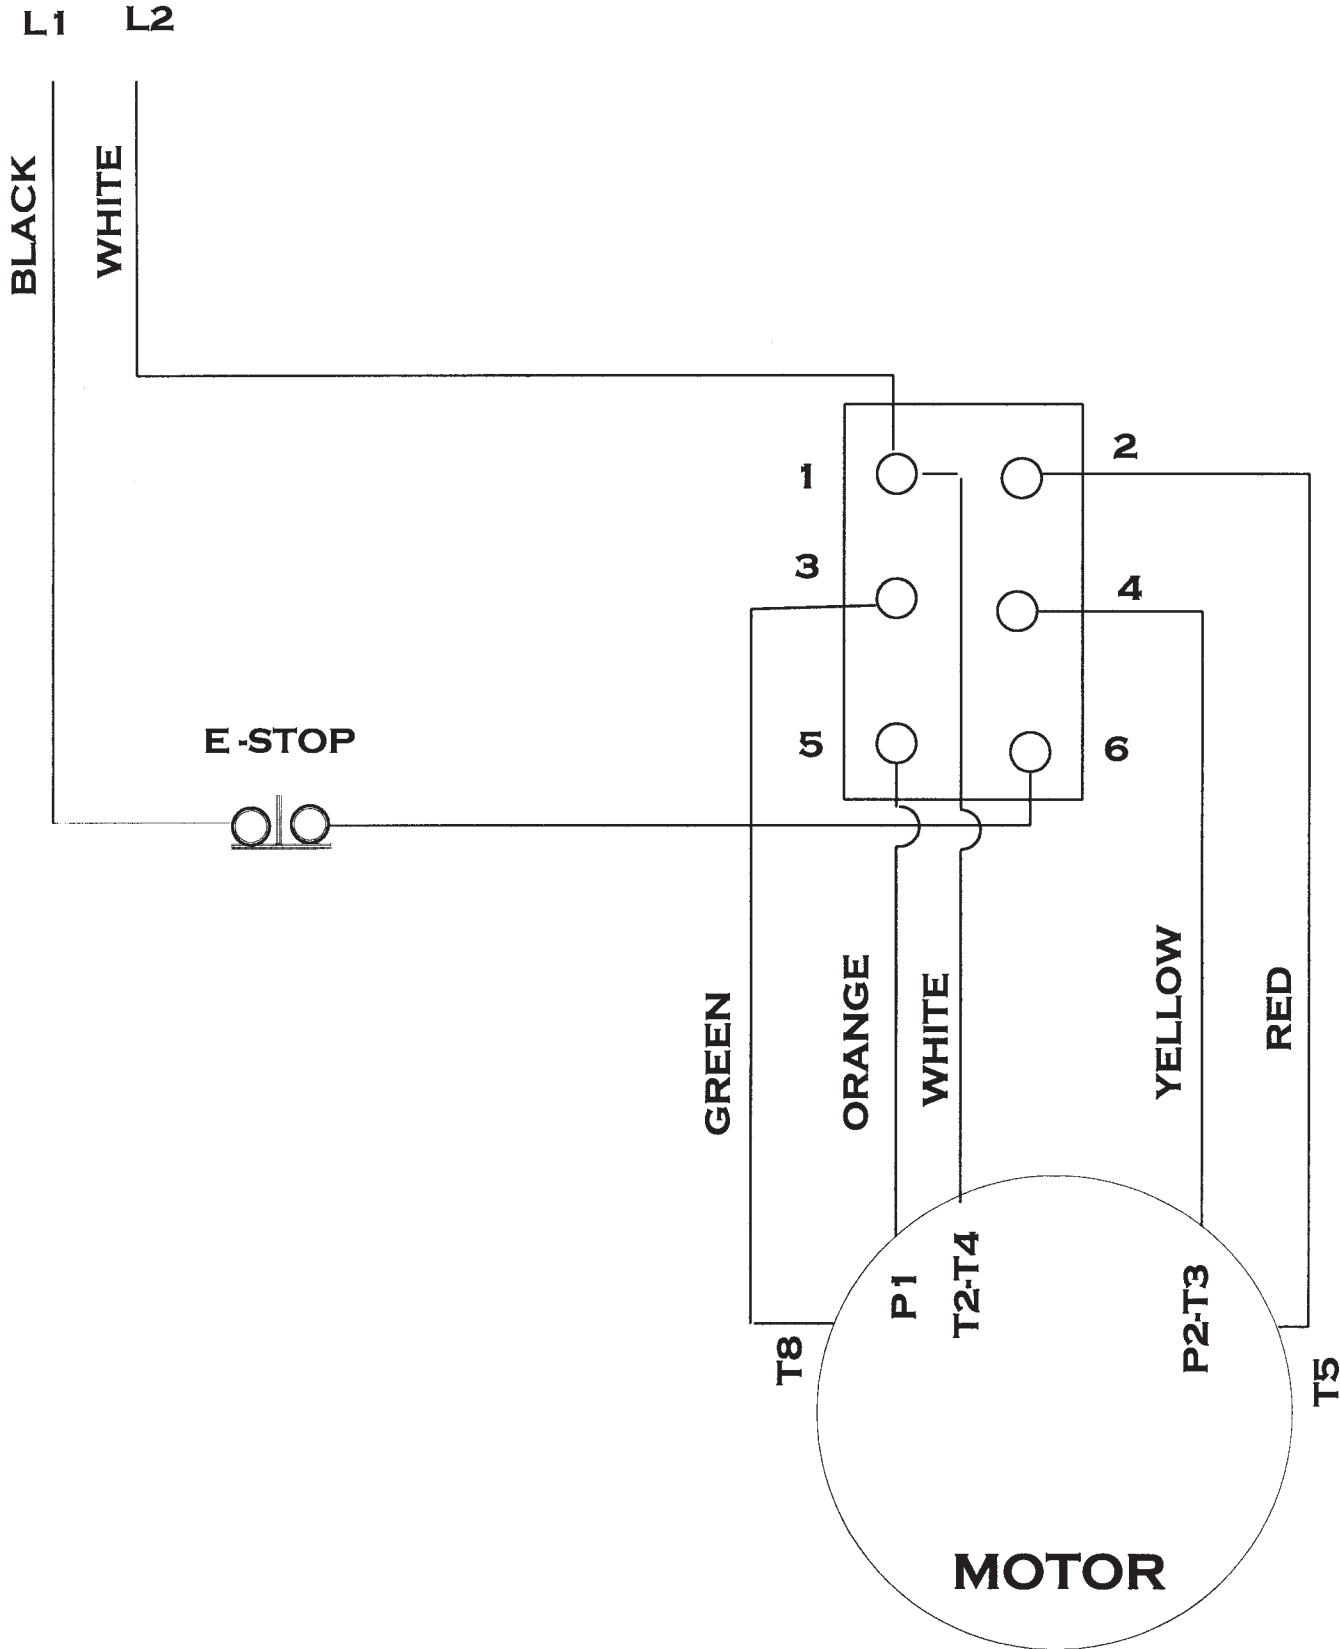 L1
L2
BLACK
WHITE
1
2
3
4
E-STOP
5
6
GREEN
ORANGE
WHITE
YELLOW
RED
T8
P1
T2-T4
P2-T3
T5
MOTOR